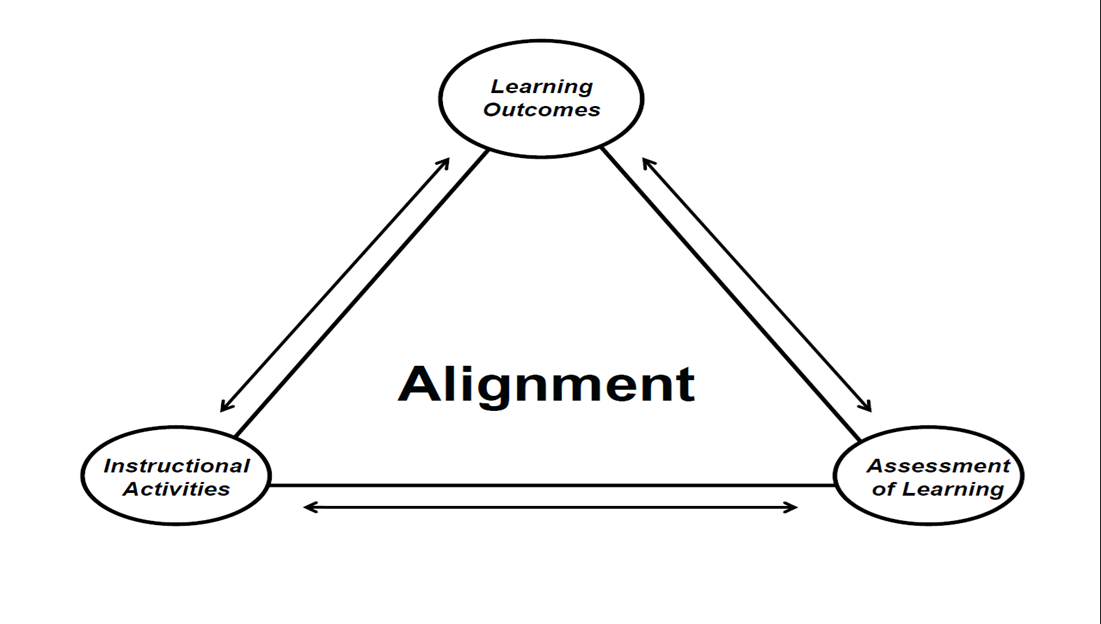 Learning
Outcomes
Alignment
Instructional
Activities
Assessment
of Learning